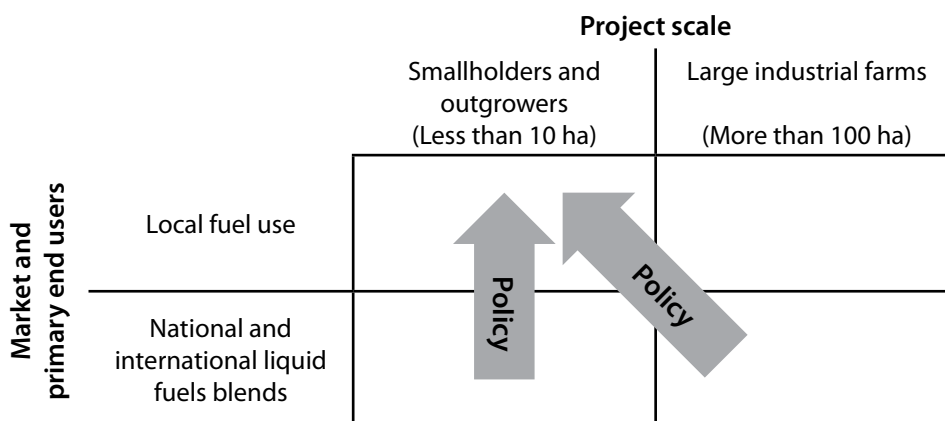 Project scale
Smallholders and
outgrowers
(Less than 10 ha)
Large industrial farms
(More than 100 ha)
Market and
primary end users
Local fuel use
National and
international liquid
fuels blends
Policy
Policy